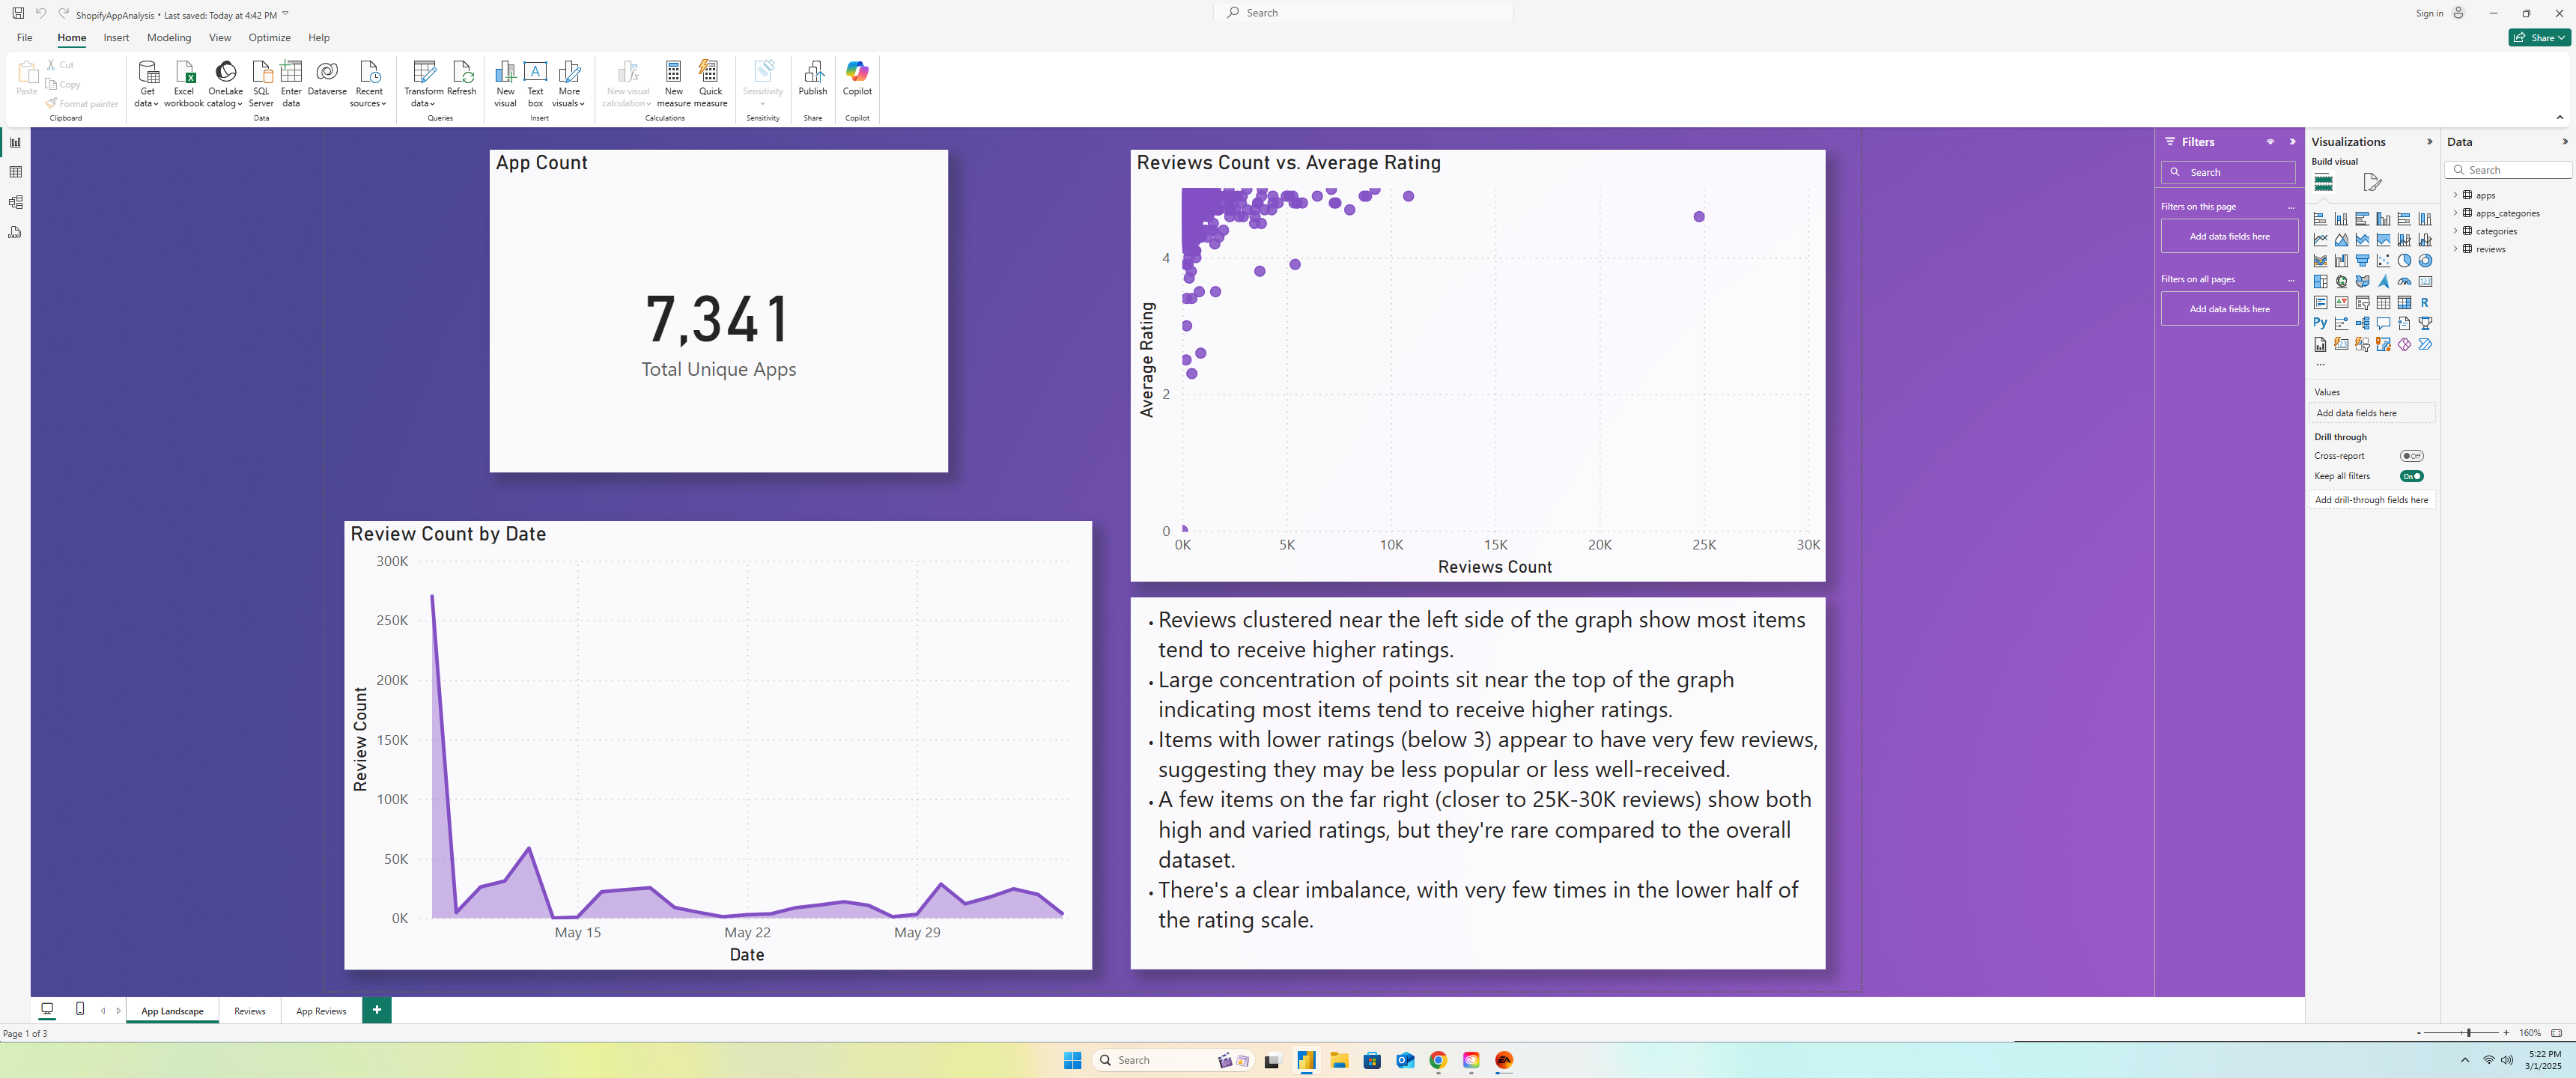 ShopifyAppAnalysis • Last saved: Today at 4:42 PM
Search
Sign in
File Home Insert Modeling View Optimize Help
Share
Paste
Cut
Copy
Format painter
Clipboard
Get data
Excel workbook
OneLake catalog
SQL Server
Enter data
Dataverse
Recent sources
Data
Transform data
Refresh
Queries
New visual
Text box
More visuals
Insert
New visual calculation
New measure
Quick measure
Calculations
Sensitivity
Sensitivity
Publish
Share
Copilot
Copilot
App Count
7,341
Total Unique Apps
Reviews Count vs. Average Rating
Average Rating
4
2
0
0K 5K 10K 15K 20K 25K 30K
Reviews Count
Review Count by Date
Review Count
300K
250K
200K
150K
100K
50K
0K
May 15 May 22 May 29
Date
• Reviews clustered near the left side of the graph show most items
tend to receive higher ratings.
• Large concentration of points sit near the top of the graph
indicating most items tend to receive higher ratings.
• Items with lower ratings (below 3) appear to have very few reviews,
suggesting they may be less popular or less well-received.
• A few items on the far right (closer to 25K-30K reviews) show both
high and varied ratings, but they're rare compared to the overall
dataset.
• There's a clear imbalance, with very few times in the lower half of
the rating scale.
Filters
Search
Filters on this page
Add data fields here
Filters on all pages
Add data fields here
Visualizations
Build visual
R
Py
Values
Add data fields here
Drill through
Cross-report
Off
Keep all filters
On
Add drill-through fields here
Data
Search
apps
apps_categories
categories
reviews
App Landscape
Reviews
App Reviews
Page 1 of 3
160%
Search
5:22 PM
3/1/2025